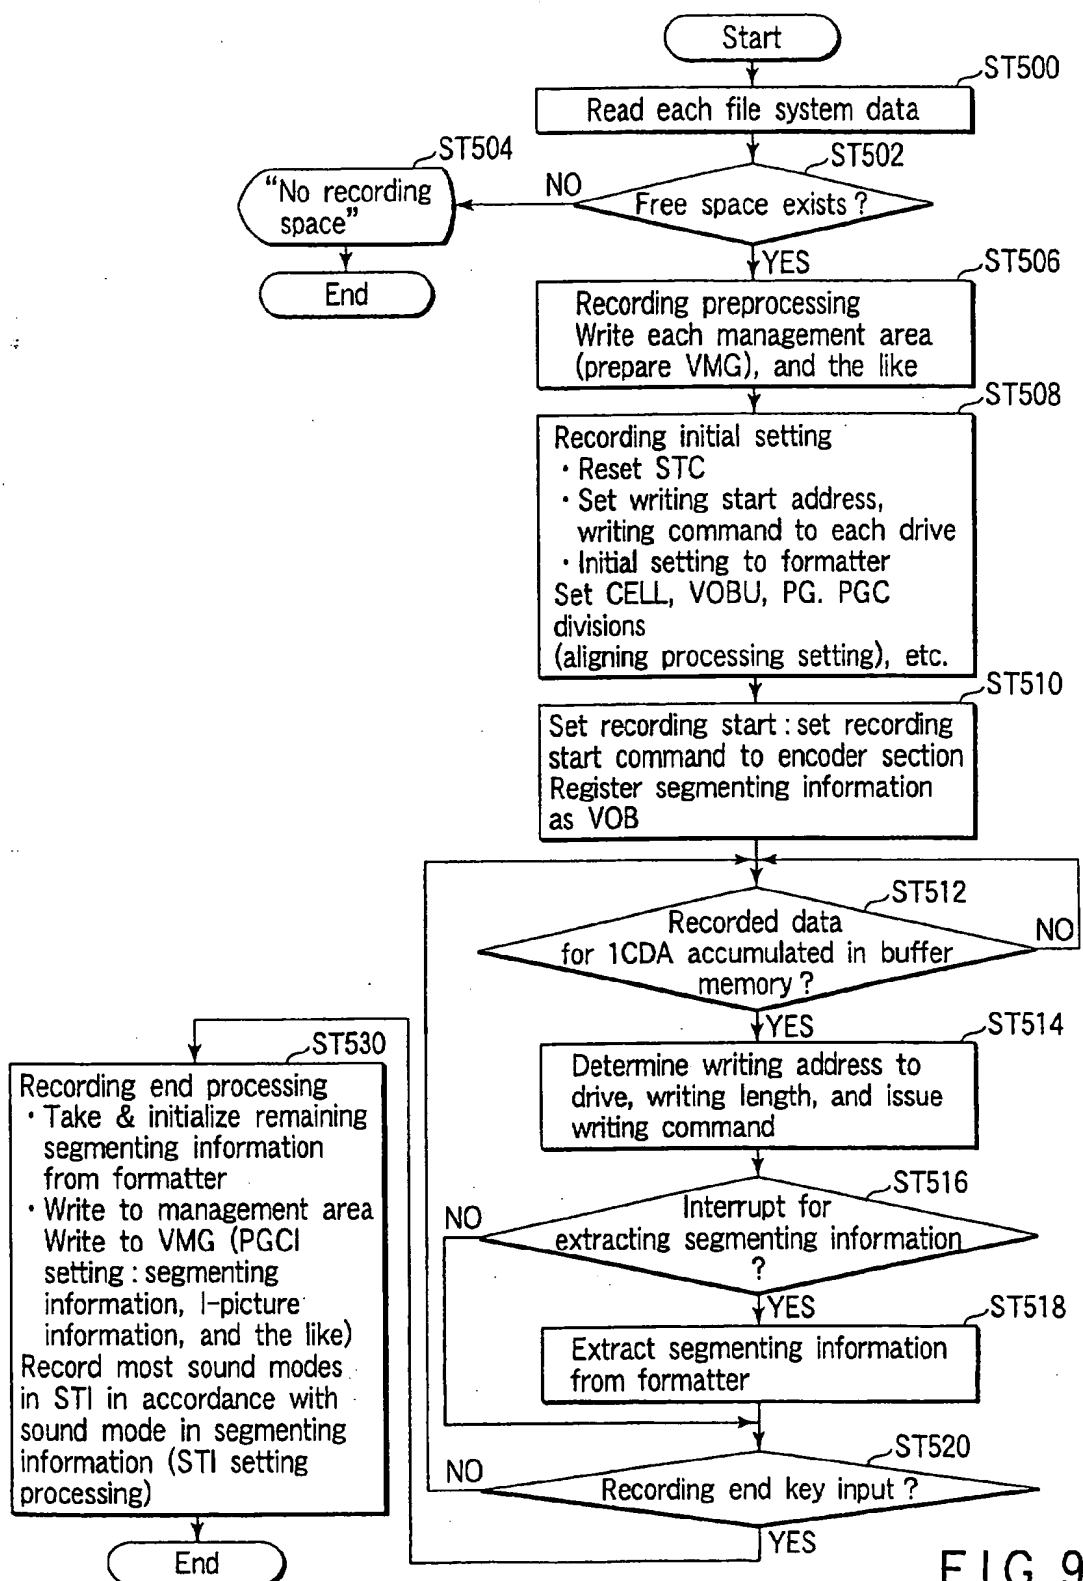 Start
ST500
Read each file system data
ST504
ST502
"No recording
space"
NO
Free space exists ?
End
YES
ST506
Recording preprocessing
Write each management area
(prepare VMG), and the like
ST508
Recording initial setting
· Reset STC
· Set writing start address,
writing command to each drive
· Initial setting to formatter
Set CELL, VOBU, PG. PGC
divisions
(aligning processing setting), etc.
ST510
Set recording start : set recording
start command to encoder section
Register segmenting information
as VOB
ST512
Recorded data
for 1CDA accumulated in buffer
memory ?
NO
YES
ST514
Determine writing address to
drive, writing length, and issue
writing command
ST516
Interrupt for
extracting segmenting information
?
NO
YES
ST518
Extract segmenting information
from formatter
ST520
NO
Recording end key input ?
YES
ST530
Recording end processing
· Take & initialize remaining
segmenting information
from formatter
· Write to management area
Write to VMG (PGCI
setting : segmenting
information, I-picture
information, and the like)
Record most sound modes
in STI in accordance with
sound mode in segmenting
information (STI setting
processing)
End
FIG. 9